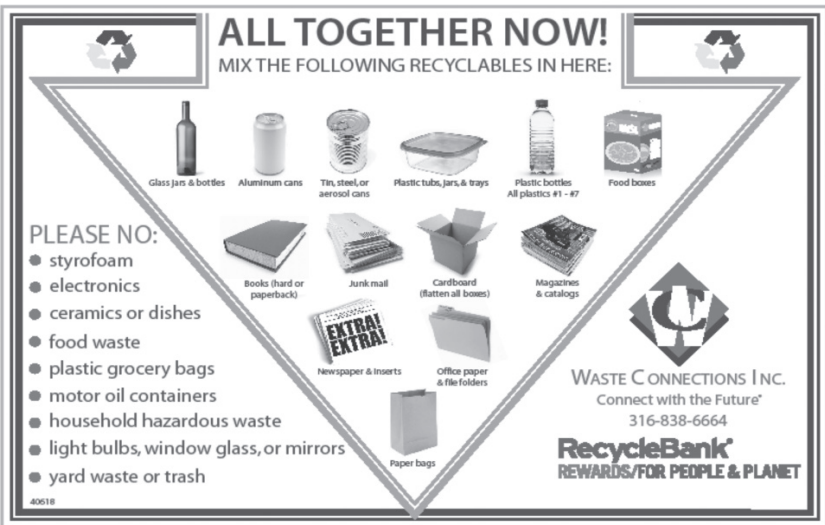 ALL TOGETHER NOW!
MIX THE FOLLOWING RECYCLABLES IN HERE:
Glass jars & bottles
Aluminum cans
Tin, steel, or
aerosol cans
Plastic tubs, jars, & trays
Plastic bottles
All plastics #1 - #7
Food boxes
Books (hard or
paperback)
Junk mail
Cardboard
(flatten all boxes)
Magazines
& catalogs
EXTRA!
EXTRA!
Newspaper & Inserts
Office paper
& file folders
Paper bags
PLEASE NO:
styrofoam
electronics
ceramics or dishes
food waste
plastic grocery bags
motor oil containers
household hazardous waste
light bulbs, window glass, or mirrors
yard waste or trash
40618
WASTE CONNECTIONS INC.
Connect with the Future®
316-838-6664
RecycleBank®
REWARDS/FOR PEOPLE & PLANET